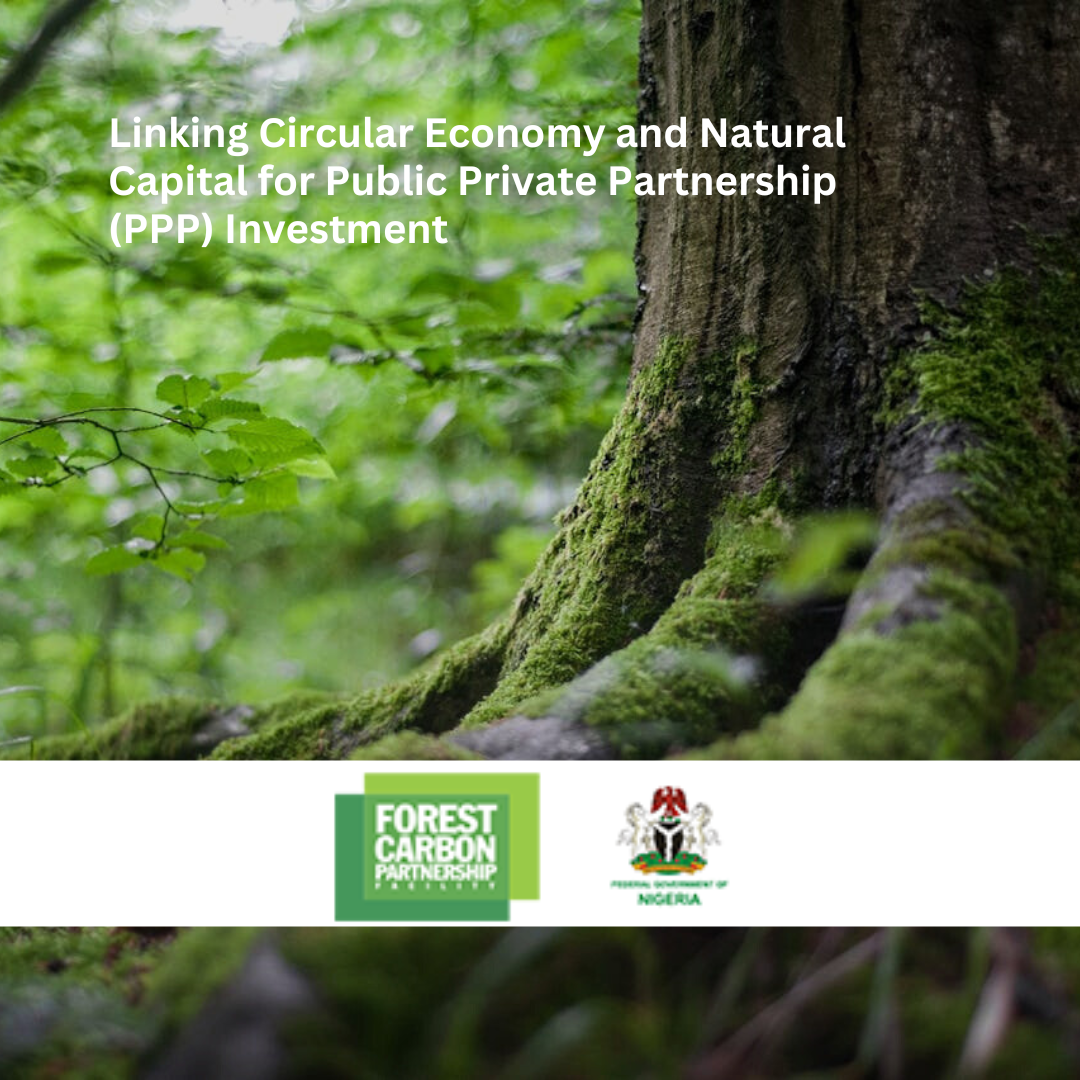 Linking Circular Economy and Natural
Capital for Public Private Partnership
(PPP) Investment
FOREST
CARBON
PARTNERSHIP
FACILITY
FEDERAL GOVERNMENT OF
NIGERIA